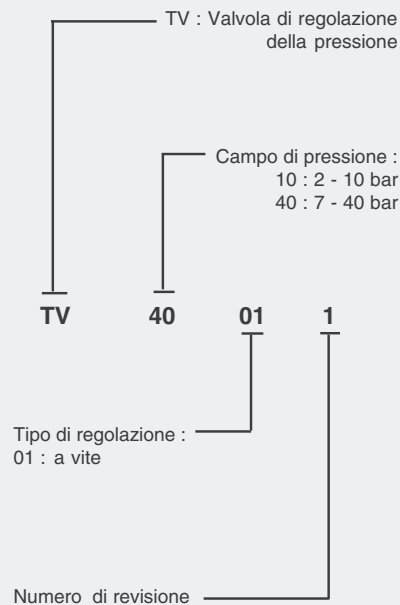 TV : Valvola di regolazione
della pressione
Campo di pressione :
10 : 2 - 10 bar
40 : 7 - 40 bar
TV 40 01 1
Tipo di regolazione :
01 : a vite
Numero di revisione